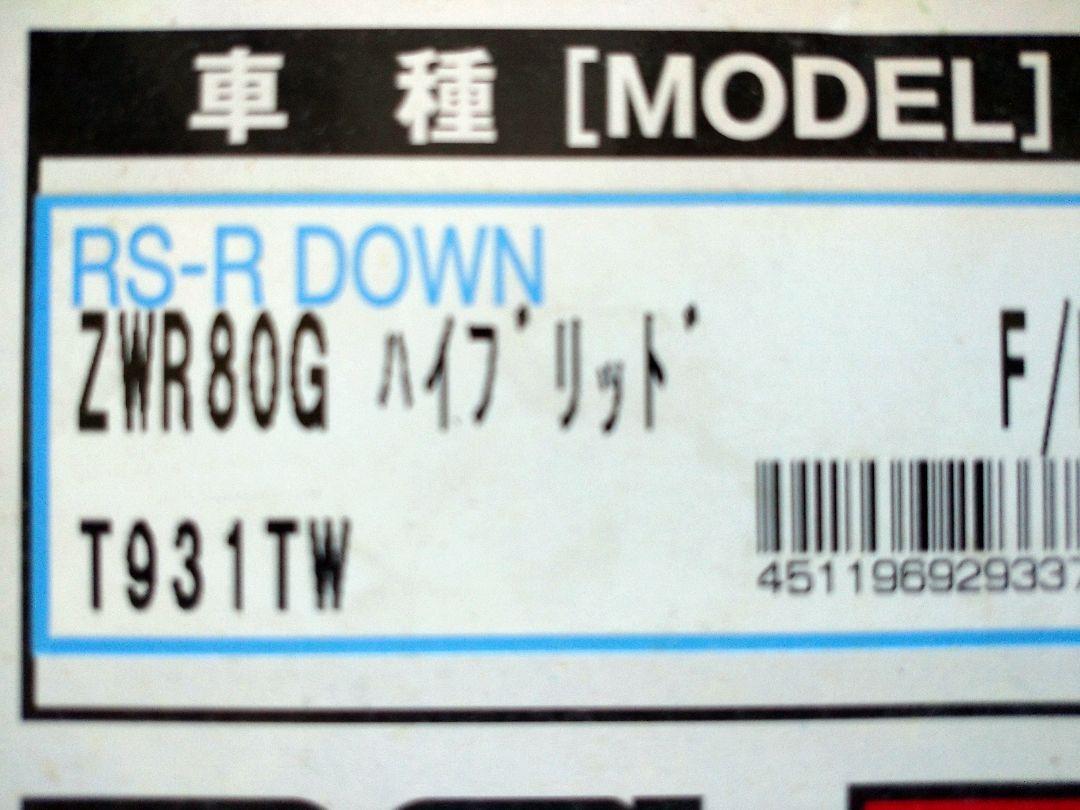 車 種 [MODEL]
RS-R DOWN
ZWR80G ﾊｲﾌﾞﾘｯﾄﾞ F/
T931TW
451196929337